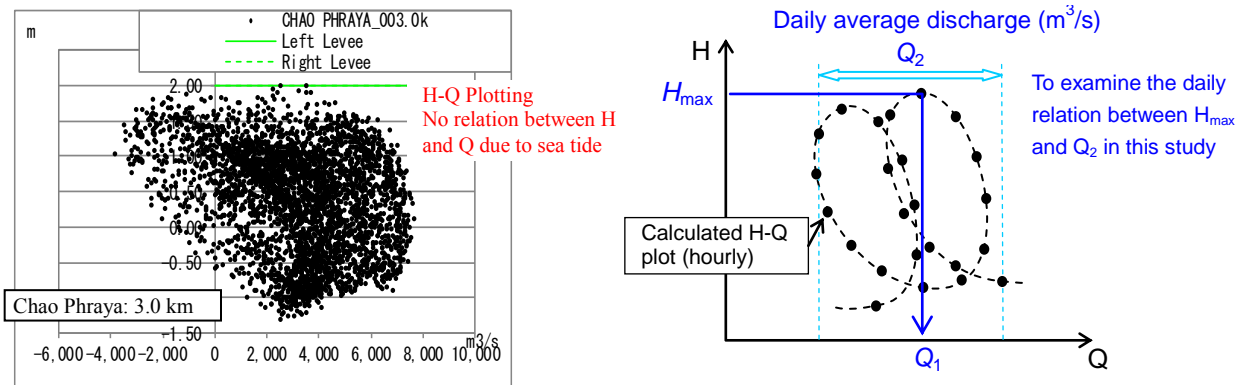 m
CHAO PHRAYA_003.0k
Left Levee
Right Levee
2.00
H-Q Plotting
No relation between H
and Q due to sea tide
0.00
-0.50
Chao Phraya: 3.0 km
-1.50
m3/s
-6,000 -4,000 -2,000 0 2,000 4,000 6,000 8,000 10,000
Daily average discharge (m³/s)
H
Q₂
Hmax
To examine the daily
relation between Hmax
and Q₂ in this study
Calculated H-Q
plot (hourly)
Q₁
Q